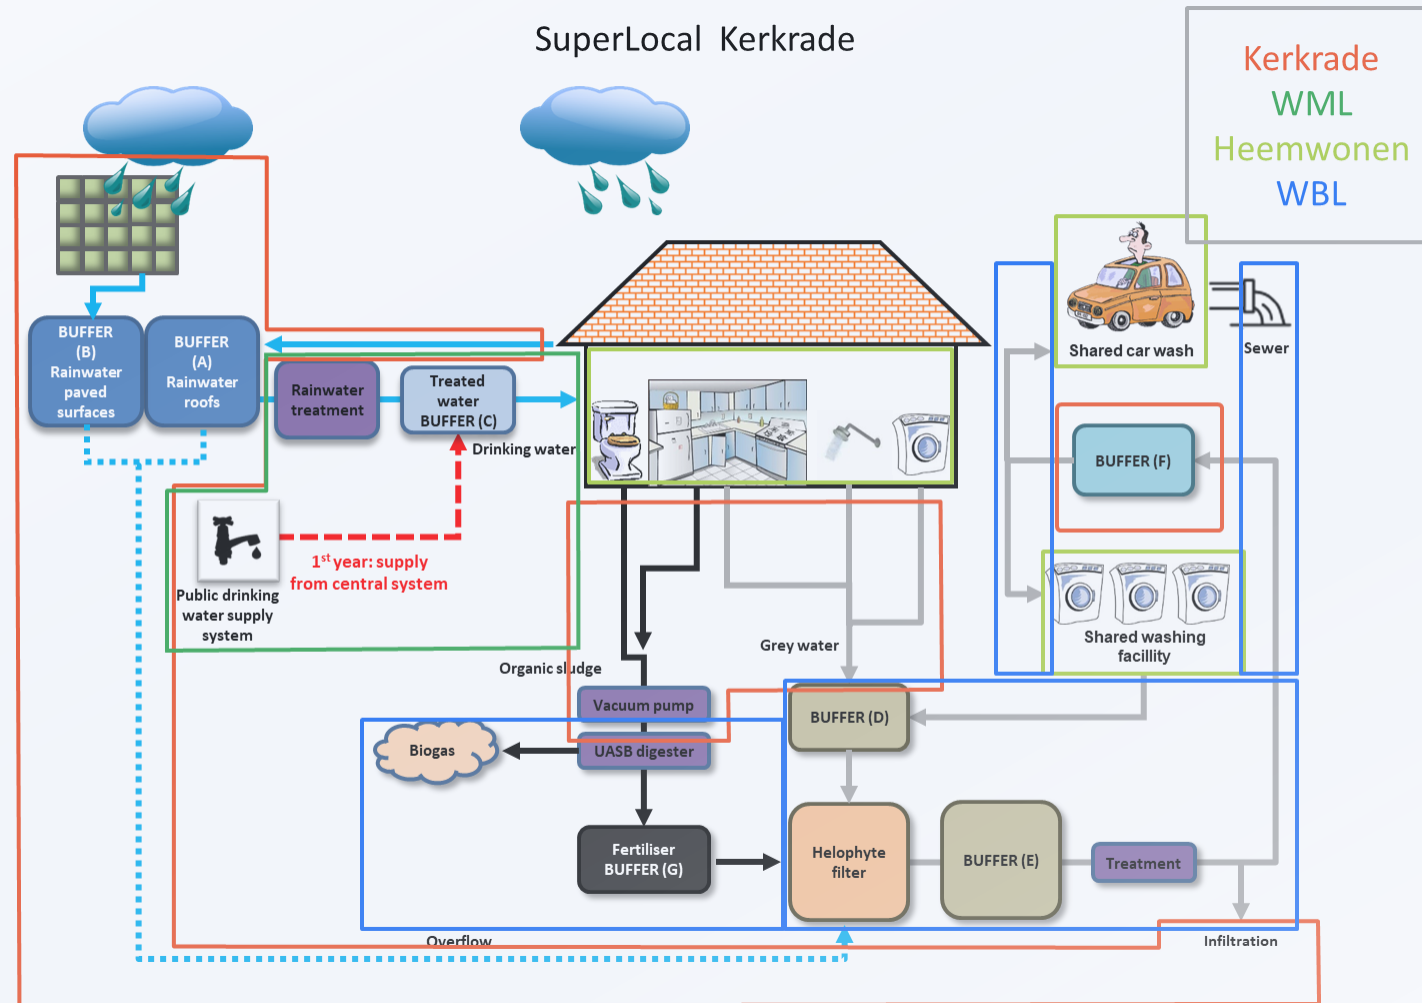 SuperLocal Kerkrade
Kerkrade
WML
Heemwonen
WBL
BUFFER
(B)
Rainwater
paved
surfaces
BUFFER
(A)
Rainwater
roofs
Rainwater
treatment
Treated
water
BUFFER (C)
Drinking water
Shared car wash
Sewer
BUFFER (F)
1st year: supply
from central system
Public drinking
water supply
system
Shared washing
facillity
Organic sludge
Grey water
Vacuum pump
BUFFER (D)
Biogas
UASB digester
Fertiliser
BUFFER (G)
Helophyte
filter
BUFFER (E)
Treatment
Overflow
Infiltration